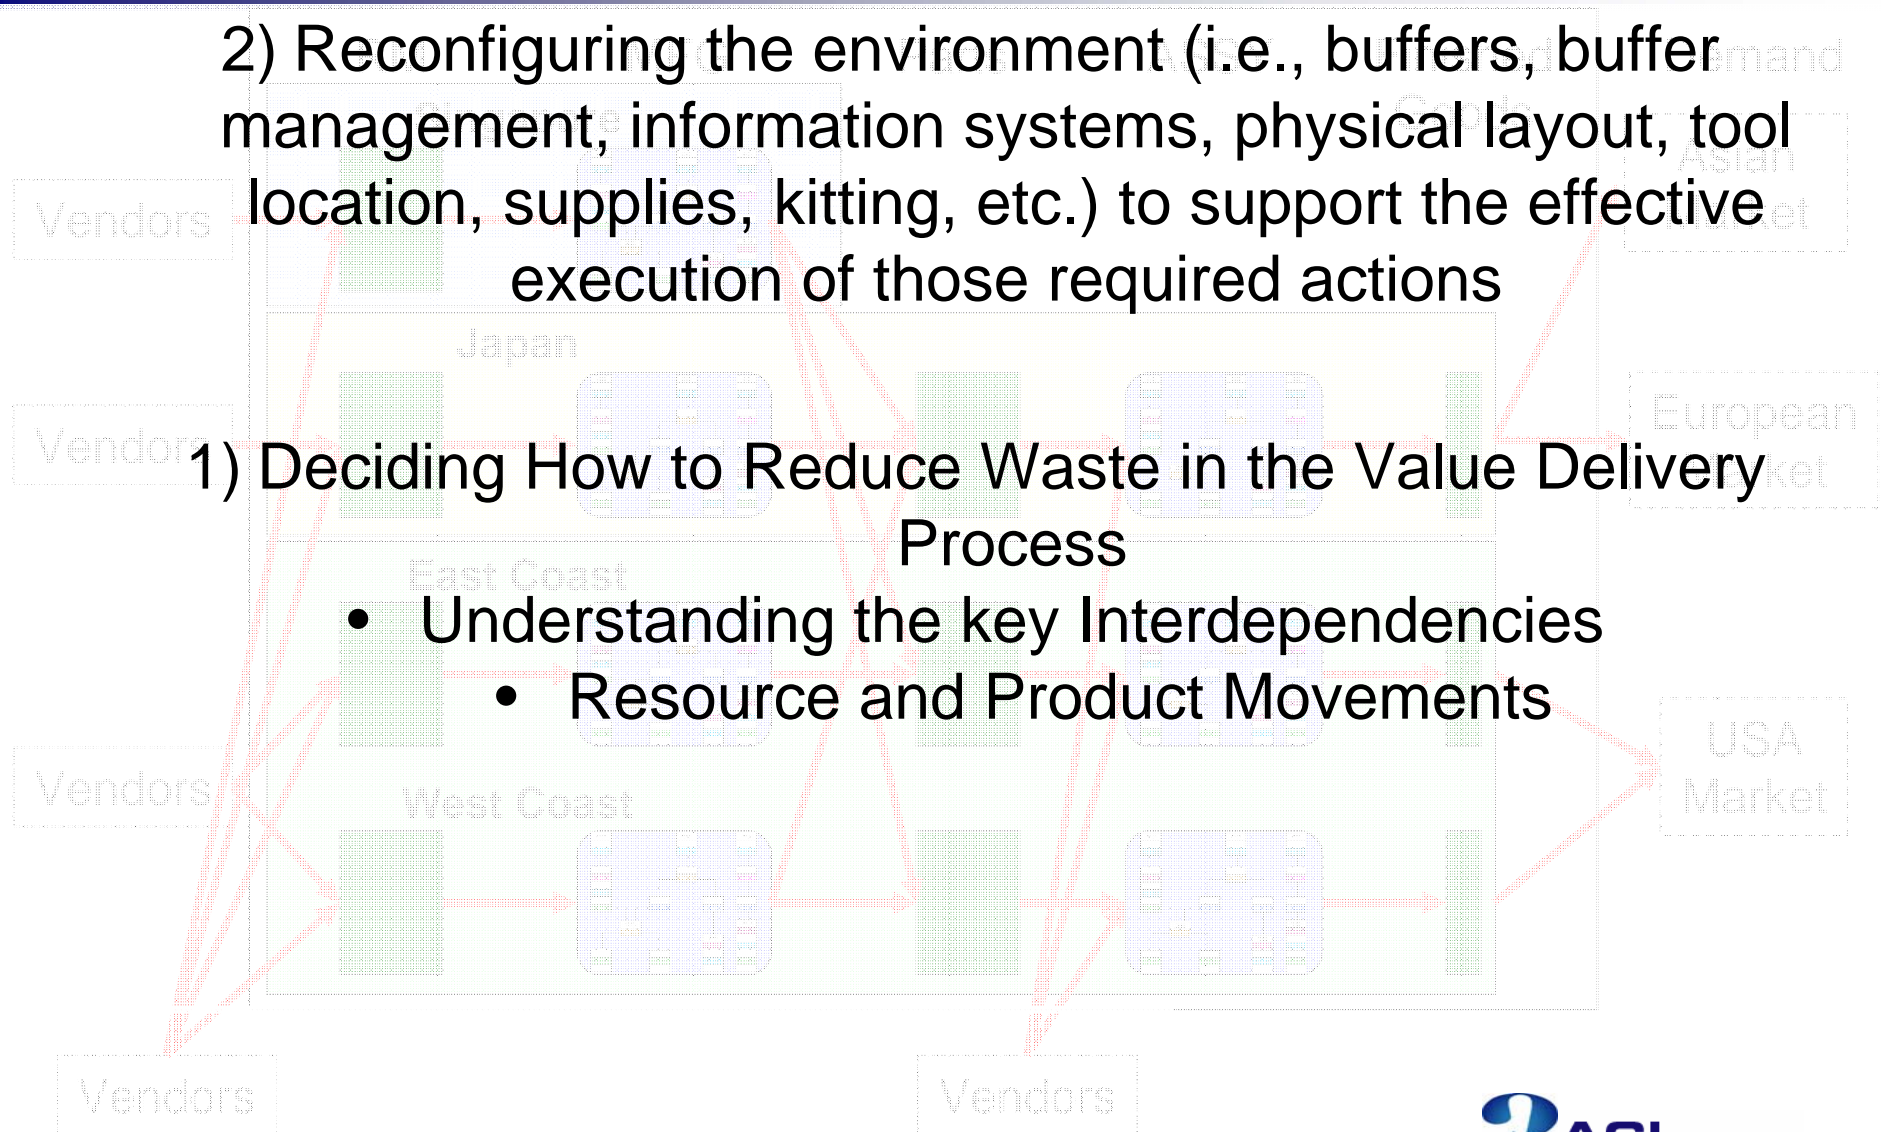 2) Reconfiguring the environment (i.e., buffers, buffer
management, information systems, physical layout, tool
location, supplies, kitting, etc.) to support the effective
execution of those required actions
1) Deciding How to Reduce Waste in the Value Delivery
Process
• Understanding the key Interdependencies
• Resource and Product Movements
Vendors
Asian
Japan
Vendors
European
East Coast
Vendors
West Coast
USA
Market
Vendors
Vendors